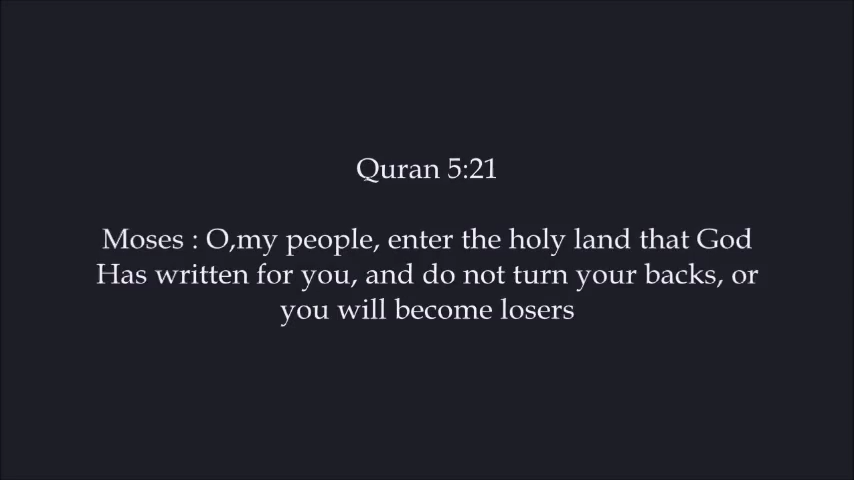 Quran 5:21
Moses : O,my people, enter the holy land that God
Has written for you, and do not turn your backs, or
you will become losers